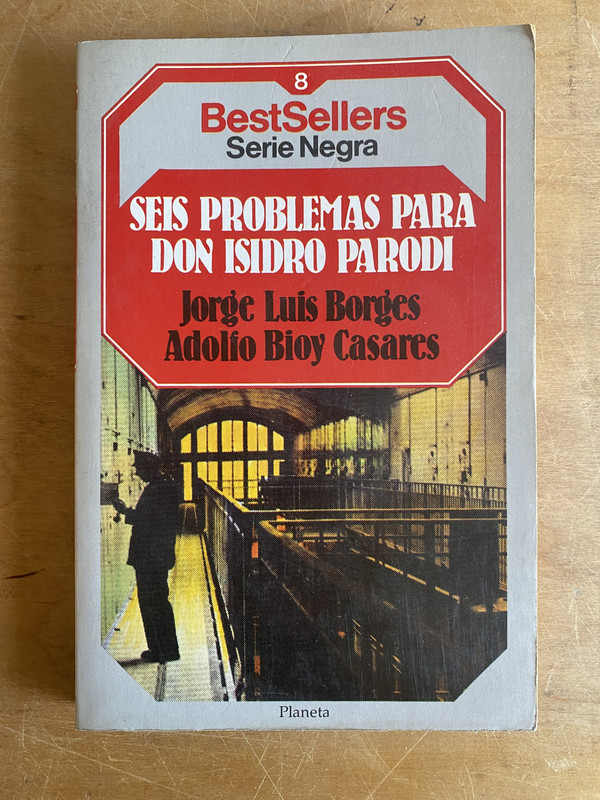 8
BestSellers
Serie Negra
SEIS PROBLEMAS PARA
DON ISIDRO PARODI
Jorge Luis Borges
Adolfo Bioy Casares
Planeta